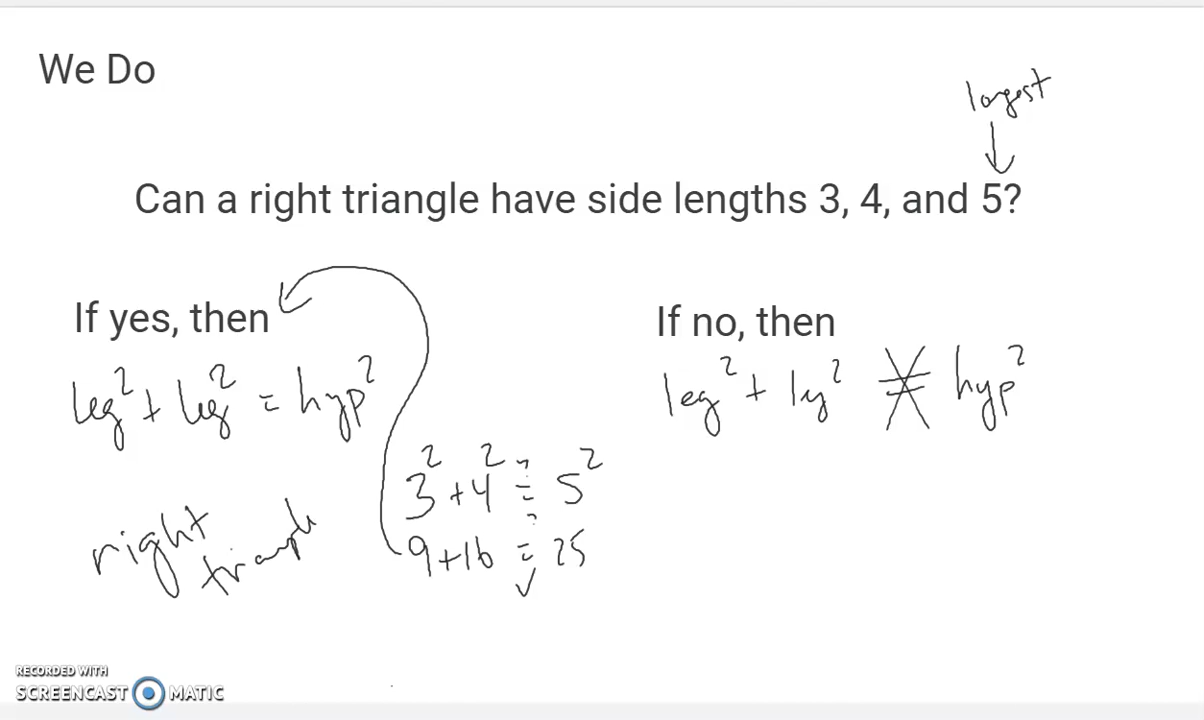 We Do
largest
Can a right triangle have side lengths 3, 4, and 5?
If yes, then
leg² + leg² = hyp²
right
triangle
3² + 4² ≟ 5²
9+16 ≟ 25
✓
If no, then
leg² + leg² ≠ hyp²
RECORDED WITH
SCREENCAST MATIC